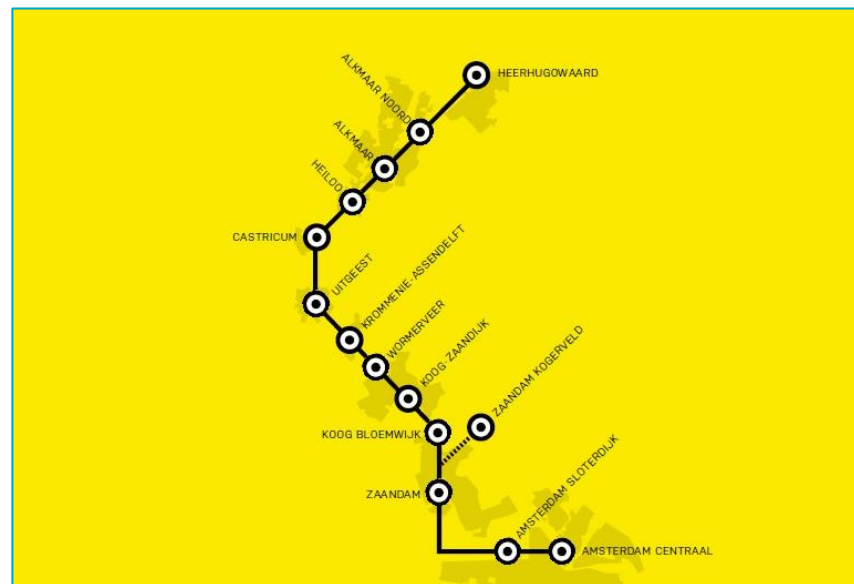 HEERHUGOWAARD
ALKMAAR NOORD
ALKMAAR
HEILOO
CASTRICUM
UITGEEST
KROMMENIE-ASSENDELFT
WORMERVEER
KOOG-ZAANDIJK
ZAANDAM KOGERVELD
KOOG BLOEMWIJK
ZAANDAM
AMSTERDAM SLOTERDIJK
AMSTERDAM CENTRAAL